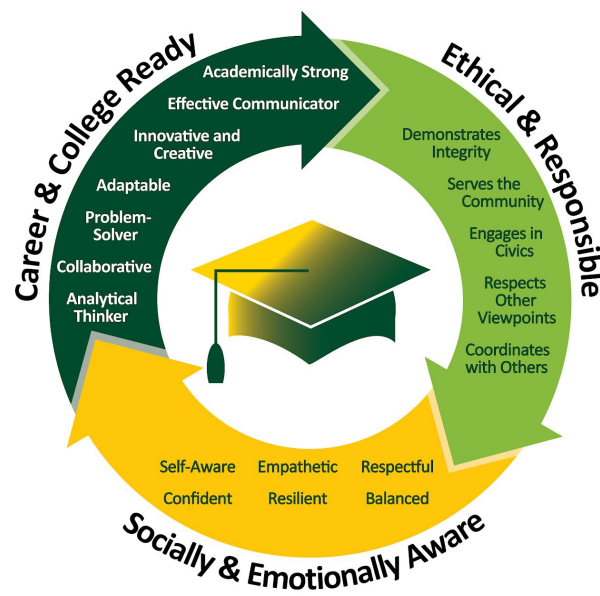 Career & College Ready
Academically Strong
Effective Communicator
Innovative and
Creative
Adaptable
Problem-
Solver
Collaborative
Analytical
Thinker
Ethical & Responsible
Demonstrates
Integrity
Serves the
Community
Engages in
Civics
Respects
Other
Viewpoints
Coordinates
with Others
Self-Aware Empathetic Respectful
Confident Resilient Balanced
Socially & Emotionally Aware